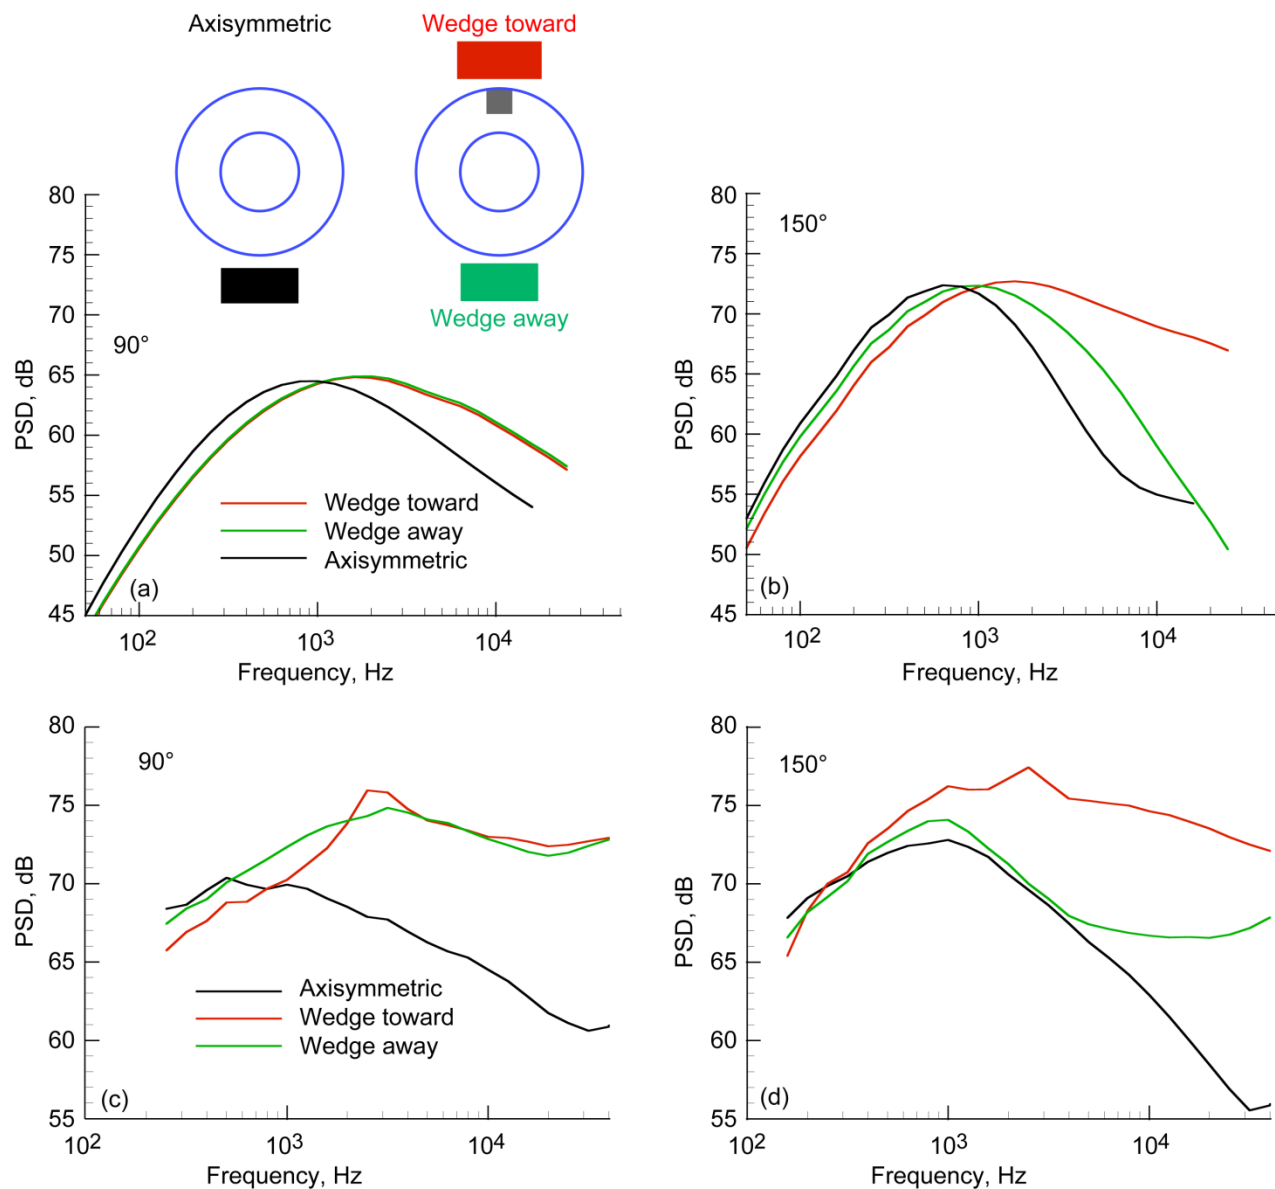 Axisymmetric
Wedge toward
Wedge away
80
75
70
65
60
55
50
45
PSD, dB
90°
Wedge toward
Wedge away
Axisymmetric
(a)
102
103
104
Frequency, Hz
80
75
70
65
60
55
50
45
PSD, dB
150°
(b)
102
103
104
Frequency, Hz
80
75
70
65
60
55
PSD, dB
90°
Axisymmetric
Wedge toward
Wedge away
(c)
102
103
104
Frequency, Hz
80
75
70
65
60
55
PSD, dB
150°
(d)
102
103
104
Frequency, Hz